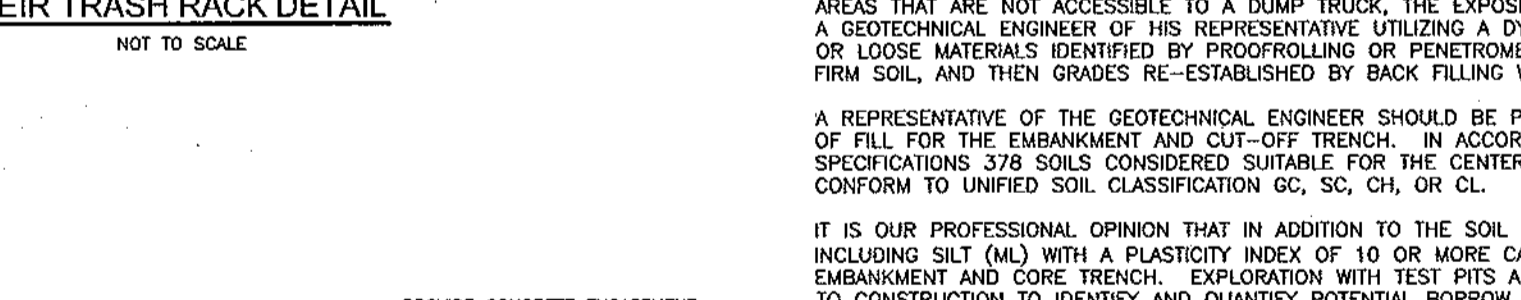 EIR TRASH RACK DETAIL
NOT TO SCALE
AREAS THAT ARE NOT ACCESSIBLE TO A DUMP TRUCK, THE
A GEOTECHNICAL ENGINEER OF HIS REPRESENTATIVE UTILIZING A
OR LOOSE MATERIALS IDENTIFIED BY PROOFROLLING OR
FIRM SOIL, AND THEN GRADES RE-ESTABLISHED BY BACK FILLING
A REPRESENTATIVE OF THE GEOTECHNICAL ENGINEER SHOULD BE
OF FILL FOR THE EMBANKMENT AND CUT-OFF TRENCH. IN
SPECIFICATIONS 378 SOILS CONSIDERED SUITABLE FOR THE CENTER
CONFORM TO UNIFIED SOIL CLASSIFICATION GC, SC, CH, OR CL.
IT IS OUR PROFESSIONAL OPINION THAT IN ADDITION TO THE SOIL
INCLUDING SILT (ML) WITH A PLASTICITY INDEX OF 10 OR MORE
EMBANKMENT AND CORE TRENCH. EXPLORATION WITH TEST PITS
TO CONSTRUCTION TO IDENTIFY AND QUANTIFY POTENTIAL BORROW